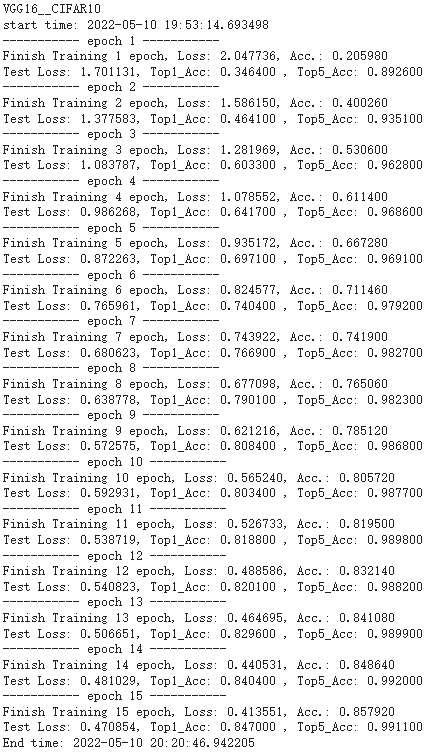 VGG16__CIFAR10
start time: 2022-05-10 19:53:14.693498
----------- epoch 1 -----------
Finish Training 1 epoch, Loss: 2.047736, Acc.: 0.205980
Test Loss: 1.701131, Top1_Acc: 0.346400 , Top5_Acc: 0.892600
----------- epoch 2 -----------
Finish Training 2 epoch, Loss: 1.586150, Acc.: 0.400260
Test Loss: 1.377583, Top1_Acc: 0.464100 , Top5_Acc: 0.935100
----------- epoch 3 -----------
Finish Training 3 epoch, Loss: 1.281969, Acc.: 0.530600
Test Loss: 1.083787, Top1_Acc: 0.603300 , Top5_Acc: 0.962800
----------- epoch 4 -----------
Finish Training 4 epoch, Loss: 1.078552, Acc.: 0.611400
Test Loss: 0.986268, Top1_Acc: 0.641700 , Top5_Acc: 0.968600
----------- epoch 5 -----------
Finish Training 5 epoch, Loss: 0.935172, Acc.: 0.667280
Test Loss: 0.872263, Top1_Acc: 0.697100 , Top5_Acc: 0.969100
----------- epoch 6 -----------
Finish Training 6 epoch, Loss: 0.824577, Acc.: 0.711460
Test Loss: 0.765961, Top1_Acc: 0.740400 , Top5_Acc: 0.979200
----------- epoch 7 -----------
Finish Training 7 epoch, Loss: 0.743922, Acc.: 0.741900
Test Loss: 0.680623, Top1_Acc: 0.766900 , Top5_Acc: 0.982700
----------- epoch 8 -----------
Finish Training 8 epoch, Loss: 0.677098, Acc.: 0.765060
Test Loss: 0.638778, Top1_Acc: 0.790100 , Top5_Acc: 0.982300
----------- epoch 9 -----------
Finish Training 9 epoch, Loss: 0.621216, Acc.: 0.785120
Test Loss: 0.572575, Top1_Acc: 0.808400 , Top5_Acc: 0.986800
----------- epoch 10 -----------
Finish Training 10 epoch, Loss: 0.565240, Acc.: 0.805720
Test Loss: 0.592931, Top1_Acc: 0.803400 , Top5_Acc: 0.987700
----------- epoch 11 -----------
Finish Training 11 epoch, Loss: 0.526733, Acc.: 0.819500
Test Loss: 0.538719, Top1_Acc: 0.818800 , Top5_Acc: 0.989800
----------- epoch 12 -----------
Finish Training 12 epoch, Loss: 0.488586, Acc.: 0.832140
Test Loss: 0.540823, Top1_Acc: 0.820100 , Top5_Acc: 0.988200
----------- epoch 13 -----------
Finish Training 13 epoch, Loss: 0.464695, Acc.: 0.841080
Test Loss: 0.506651, Top1_Acc: 0.829600 , Top5_Acc: 0.989900
----------- epoch 14 -----------
Finish Training 14 epoch, Loss: 0.440531, Acc.: 0.848640
Test Loss: 0.481029, Top1_Acc: 0.840400 , Top5_Acc: 0.992000
----------- epoch 15 -----------
Finish Training 15 epoch, Loss: 0.413551, Acc.: 0.857920
Test Loss: 0.470854, Top1_Acc: 0.847000 , Top5_Acc: 0.991100
End time: 2022-05-10 20:20:46.942205